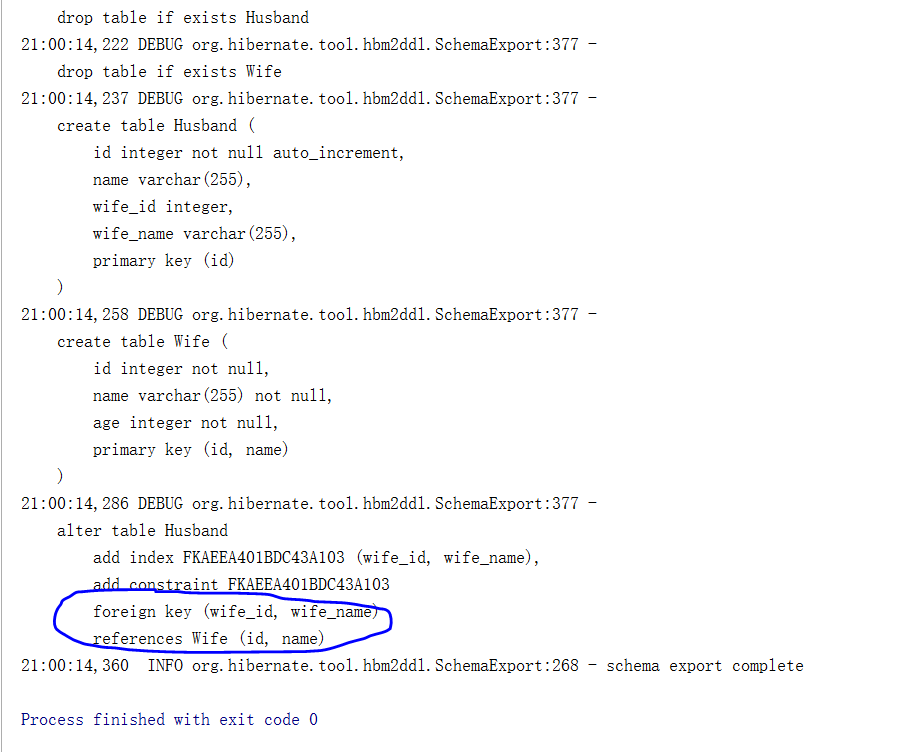 drop table if exists Husband
21:00:14,222 DEBUG org.hibernate.tool.hbm2ddl.SchemaExport:377 -
drop table if exists Wife
21:00:14,237 DEBUG org.hibernate.tool.hbm2ddl.SchemaExport:377 -
create table Husband (
id integer not null auto_increment,
name varchar(255),
wife_id integer,
wife_name varchar(255),
primary key (id)
)
21:00:14,258 DEBUG org.hibernate.tool.hbm2ddl.SchemaExport:377 -
create table Wife (
id integer not null,
name varchar(255) not null,
age integer not null,
primary key (id, name)
)
21:00:14,286 DEBUG org.hibernate.tool.hbm2ddl.SchemaExport:377 -
alter table Husband
add index FKAEEA401BDC43A103 (wife_id, wife_name),
add constraint FKAEEA401BDC43A103
foreign key (wife_id, wife_name)
references Wife (id, name)
21:00:14,360  INFO org.hibernate.tool.hbm2ddl.SchemaExport:268 - schema export complete
Process finished with exit code 0